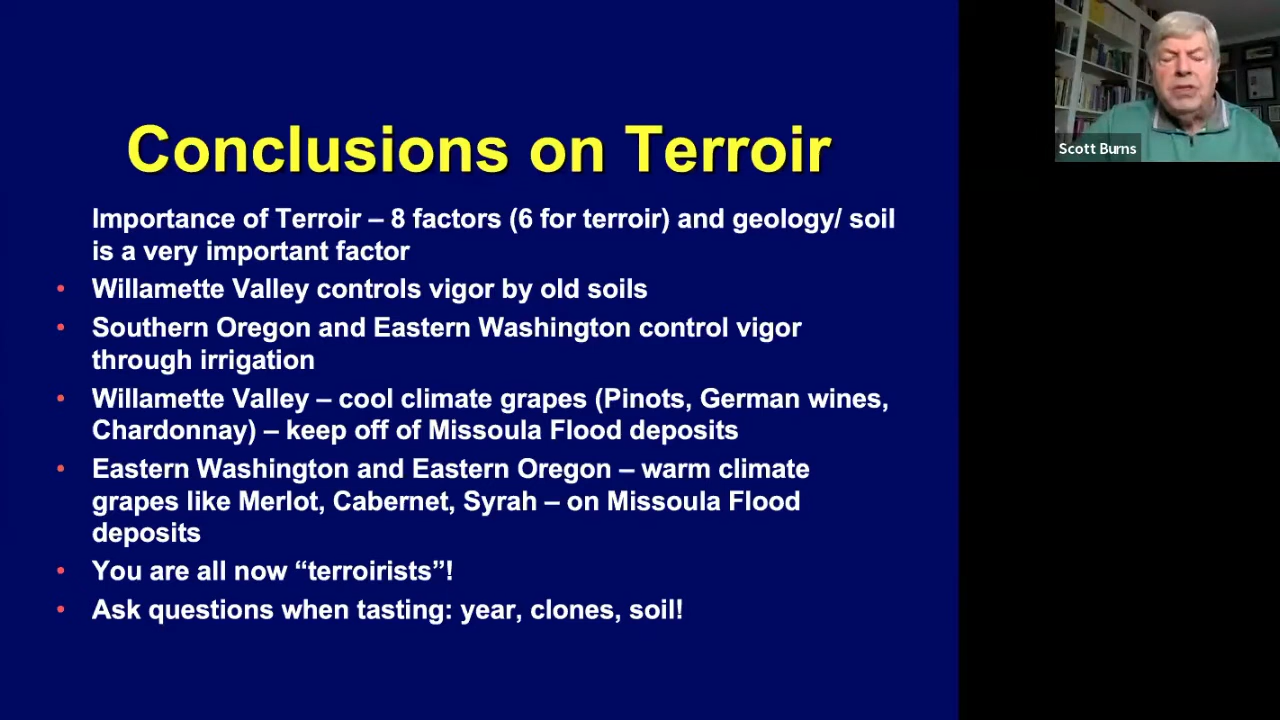 Conclusions on Terroir
Importance of Terroir – 8 factors (6 for terroir) and geology/ soil
is a very important factor
• Willamette Valley controls vigor by old soils
• Southern Oregon and Eastern Washington control vigor
through irrigation
• Willamette Valley – cool climate grapes (Pinots, German wines,
Chardonnay) – keep off of Missoula Flood deposits
• Eastern Washington and Eastern Oregon – warm climate
grapes like Merlot, Cabernet, Syrah – on Missoula Flood
deposits
• You are all now “terroirists”!
• Ask questions when tasting: year, clones, soil!
Scott Burns